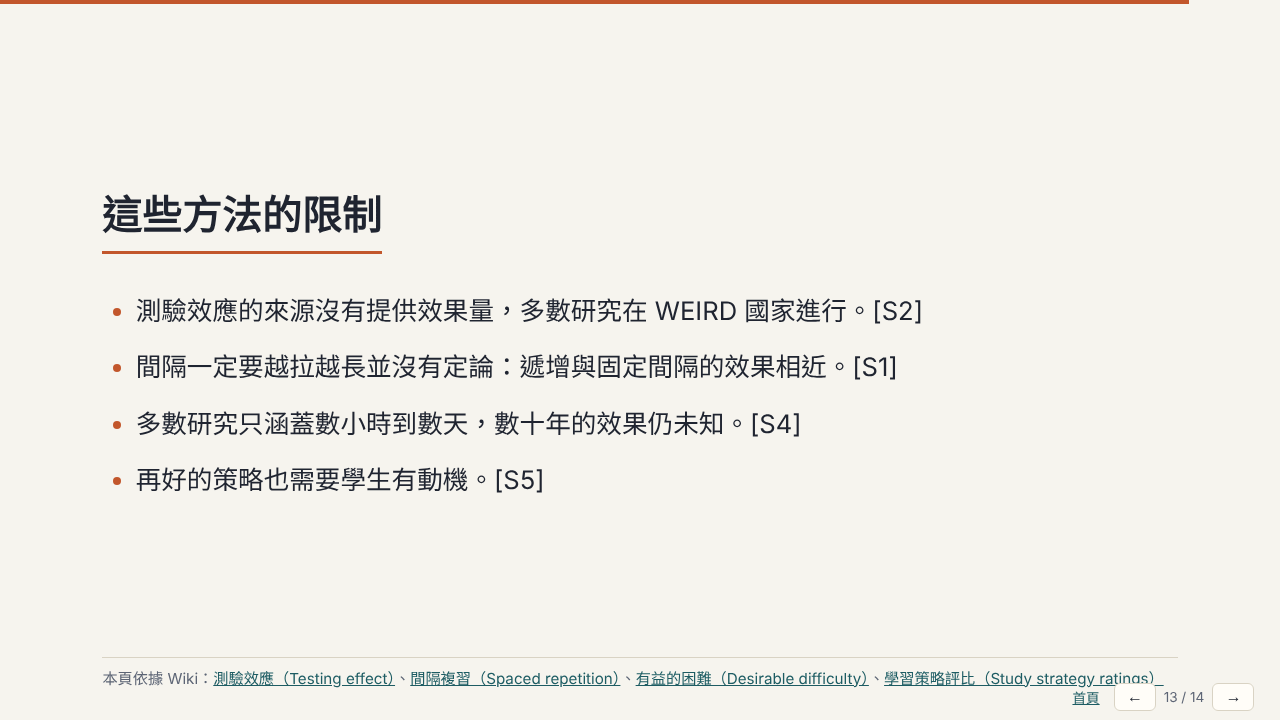 這些方法的限制
測驗效應的來源沒有提供效果量，多數研究在 WEIRD 國家進行。[S2]
間隔一定要越拉越長並沒有定論：遞增與固定間隔的效果相近。[S1]
多數研究只涵蓋數小時到數天，數十年的效果仍未知。[S4]
再好的策略也需要學生有動機。[S5]
本頁依據 Wiki：測驗效應（Testing effect）、間隔複習（Spaced repetition）、有益的困難（Desirable difficulty）、學習策略評比（Study strategy ratings）
首頁 ← 13 / 14 →